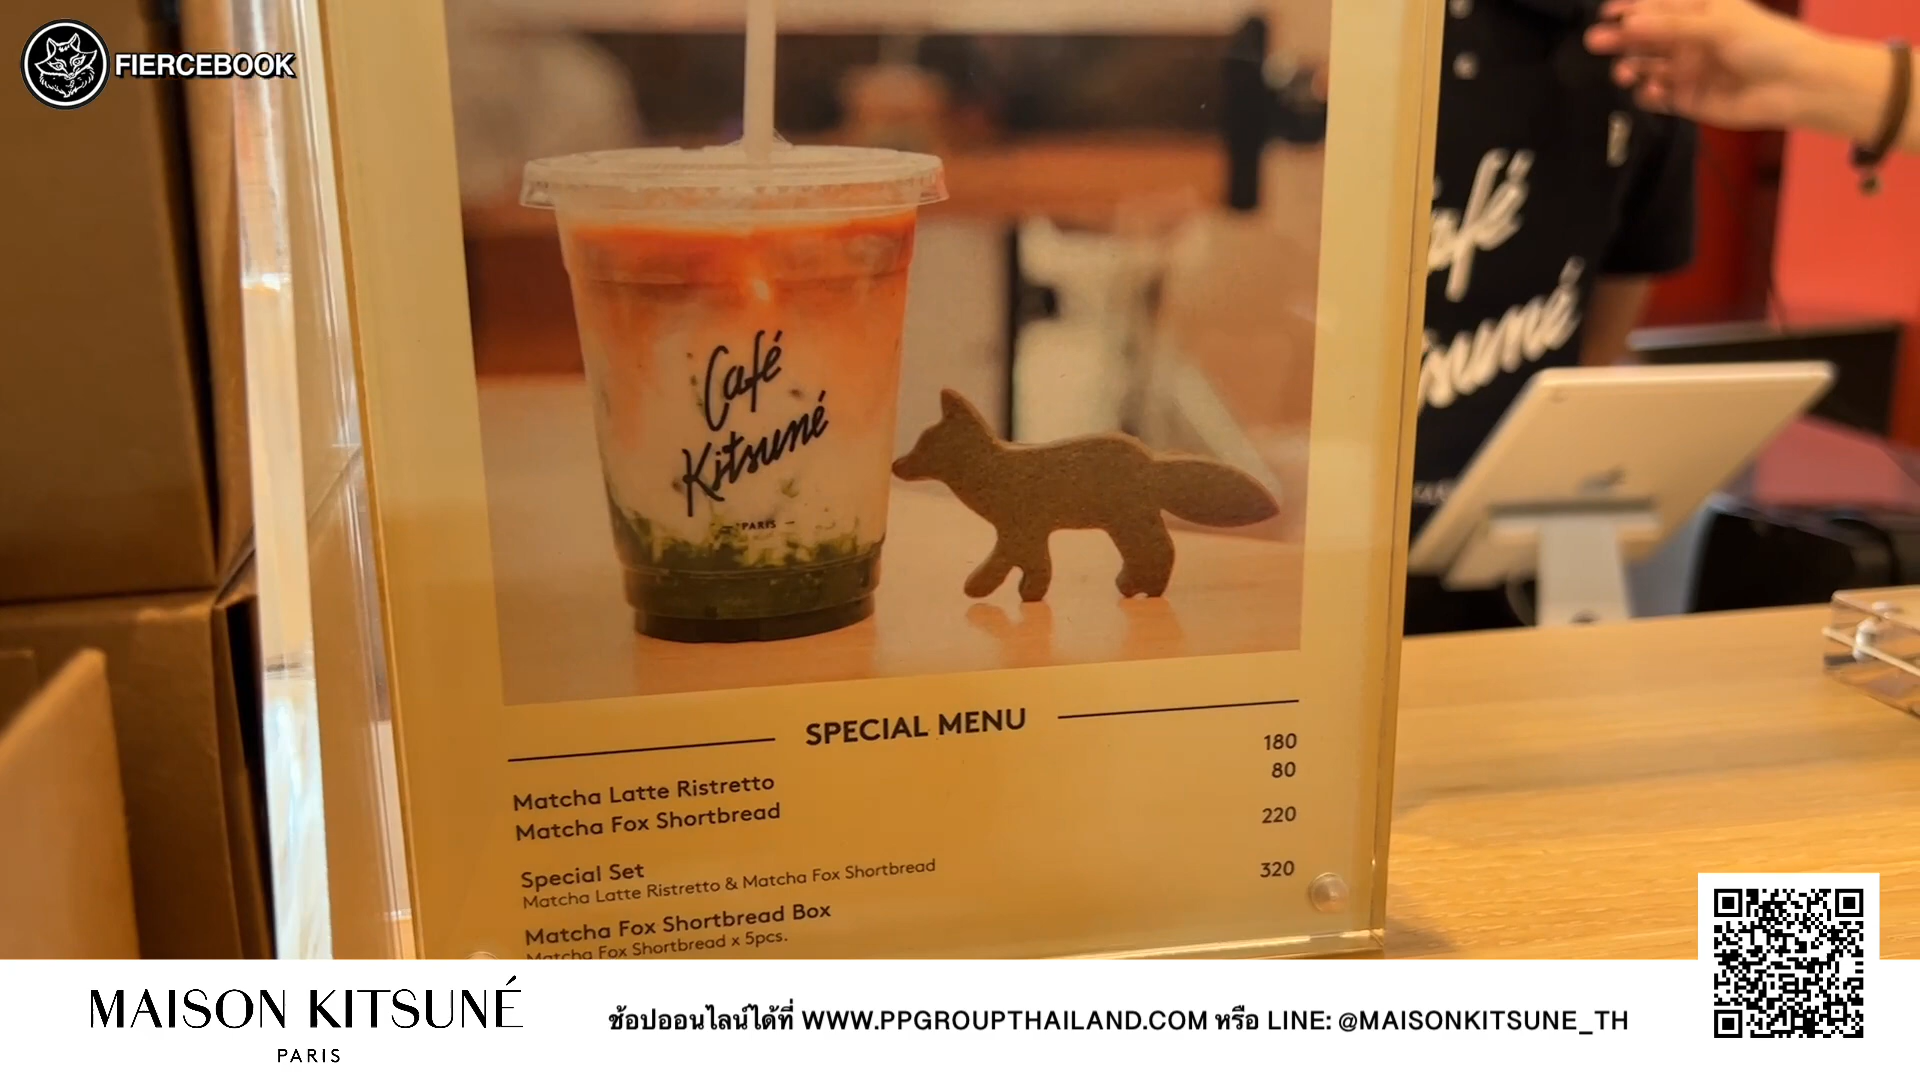 FIERCEBOOK
Café
Kitsuné
PARIS
Café
Kitsuné
SPECIAL MENU
Matcha Latte Ristretto 180
Matcha Fox Shortbread 80
Special Set 220
Matcha Latte Ristretto & Matcha Fox Shortbread
Matcha Fox Shortbread Box 320
Matcha Fox Shortbread x 5pcs.
MAISON KITSUNÉ
PARIS
ช้อปออนไลน์ได้ที่ WWW.PPGROUPTHAILAND.COM หรือ LINE: @MAISONKITSUNE_TH